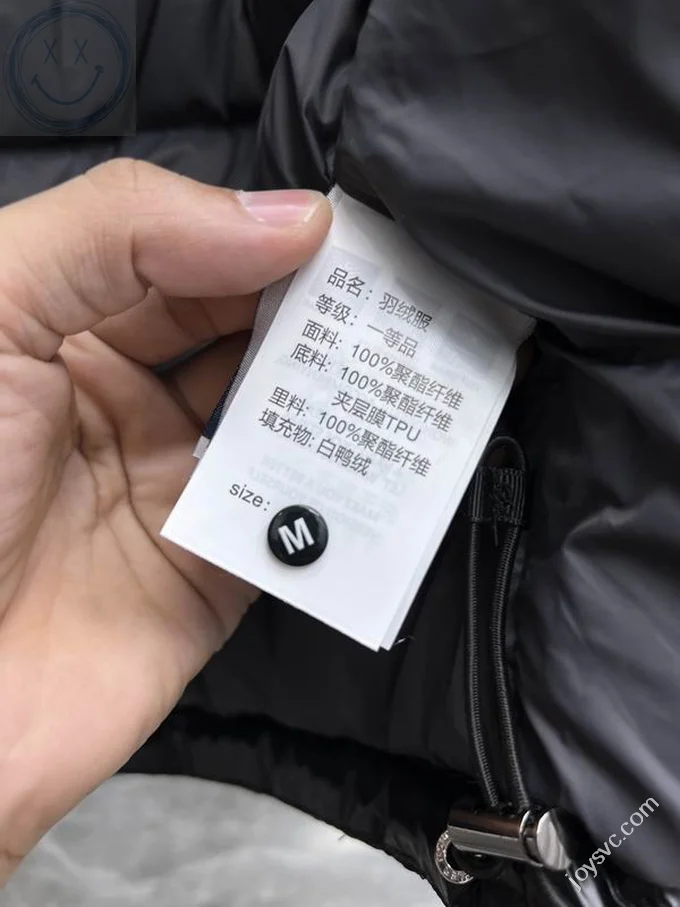 品名：羽绒服
等级：一等品
面料：100%聚酯纤维
底料：100%聚酯纤维
夹层膜TPU
里料：100%聚酯纤维
填充物：白鸭绒
size：
M
joysvc.com